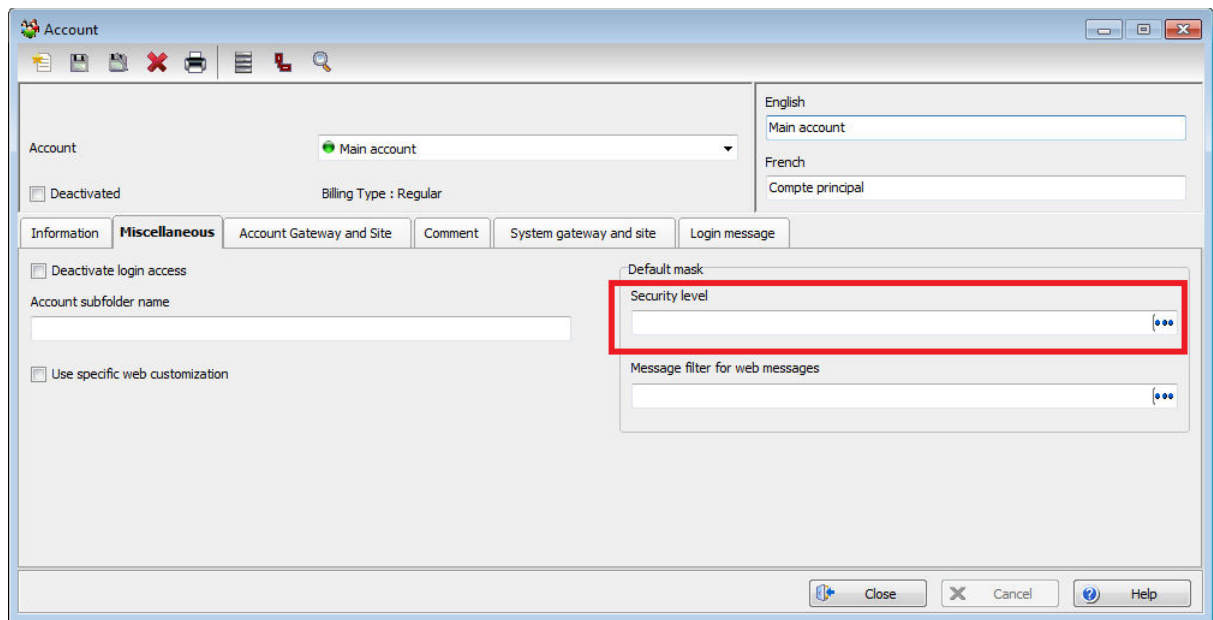 Account
English
Main account
Account
Main account
French
Deactivated
Billing Type : Regular
Compte principal
Information
Miscellaneous
Account Gateway and Site
Comment
System gateway and site
Login message
Deactivate login access
Default mask
Account subfolder name
Security level
Use specific web customization
Message filter for web messages
Close
Cancel
Help